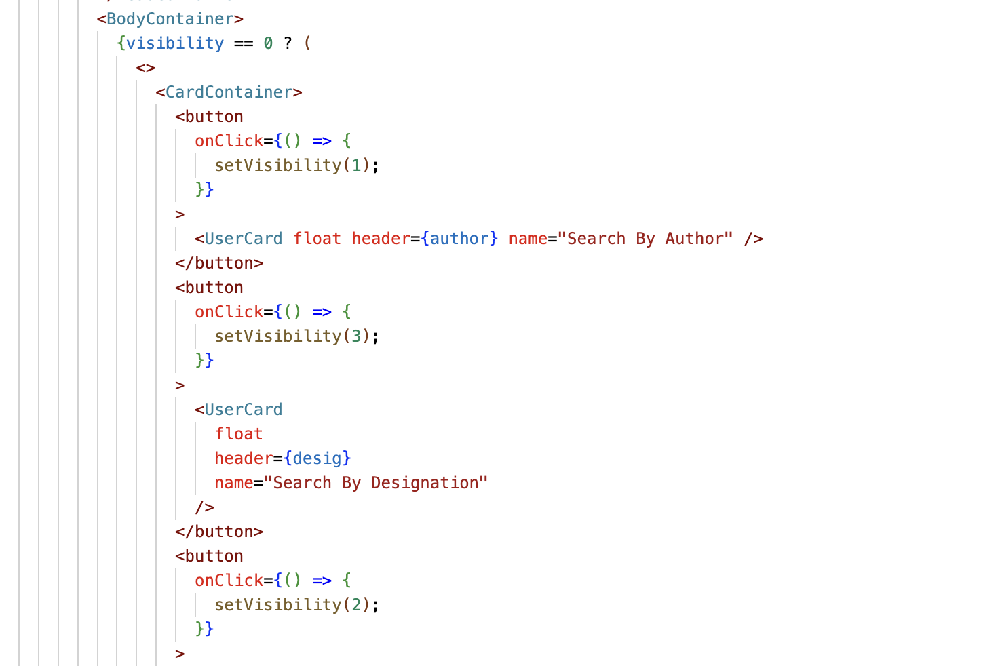 <BodyContainer>
{visibility == 0 ? (
<>
<CardContainer>
<button
onClick={() => {
setVisibility(1);
}}
>
<UserCard float header={author} name="Search By Author" />
</button>
<button
onClick={() => {
setVisibility(3);
}}
>
<UserCard
float
header={desig}
name="Search By Designation"
/>
</button>
<button
onClick={() => {
setVisibility(2);
}}
>